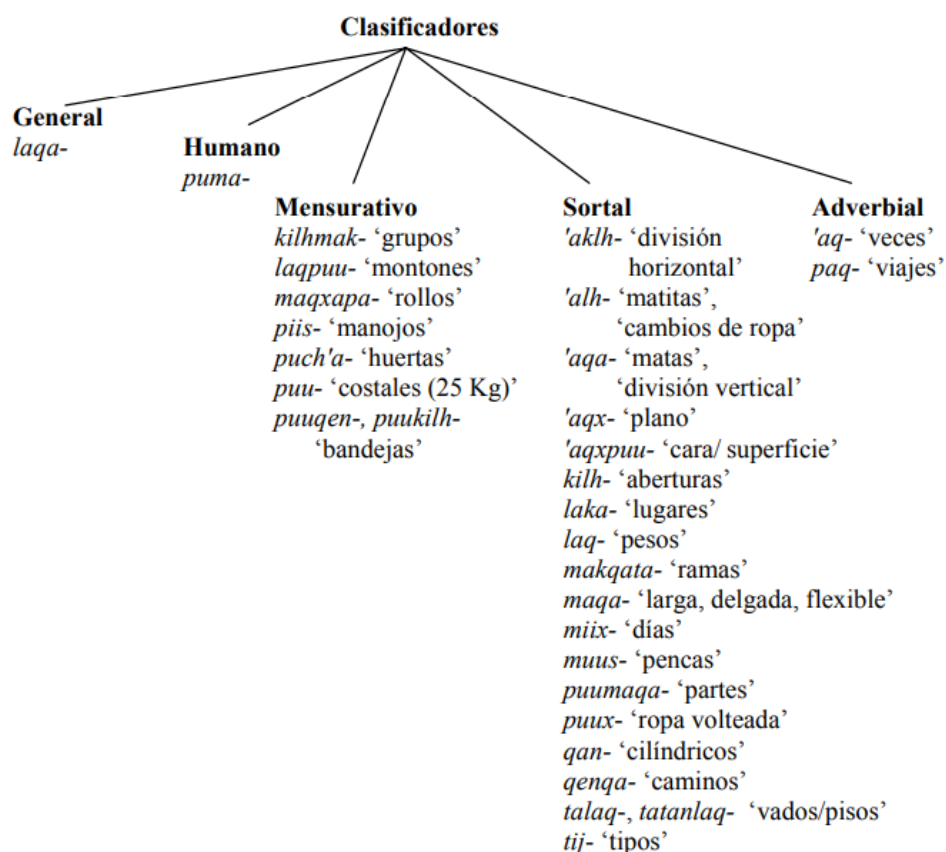 Clasificadores
General
laqa-
Humano
puma-
Mensurativo
kilhmak- ‘grupos’
laqpuu- ‘montones’
maqxapa- ‘rollos’
piis- ‘manojos’
puch'a- ‘huertas’
puu- ‘costales (25 Kg)’
puuqen-, puukilh-
‘bandejas’
Sortal
'aklh- ‘división
horizontal’
'alh- ‘matitas’,
‘cambios de ropa’
'aqa- ‘matas’,
‘división vertical’
'aqx- ‘plano’
'aqxpuu- ‘cara/ superficie’
kilh- ‘aberturas’
laka- ‘lugares’
laq- ‘pesos’
makqata- ‘ramas’
maqa- ‘larga, delgada, flexible’
miix- ‘días’
muus- ‘pencas’
puumaqa- ‘partes’
puux- ‘ropa volteada’
qan- ‘cilíndricos’
qenqa- ‘caminos’
talaq-, tatanlaq- ‘vados/pisos’
tij- ‘tipos’
Adverbial
'aq- ‘veces’
paq- ‘viajes’